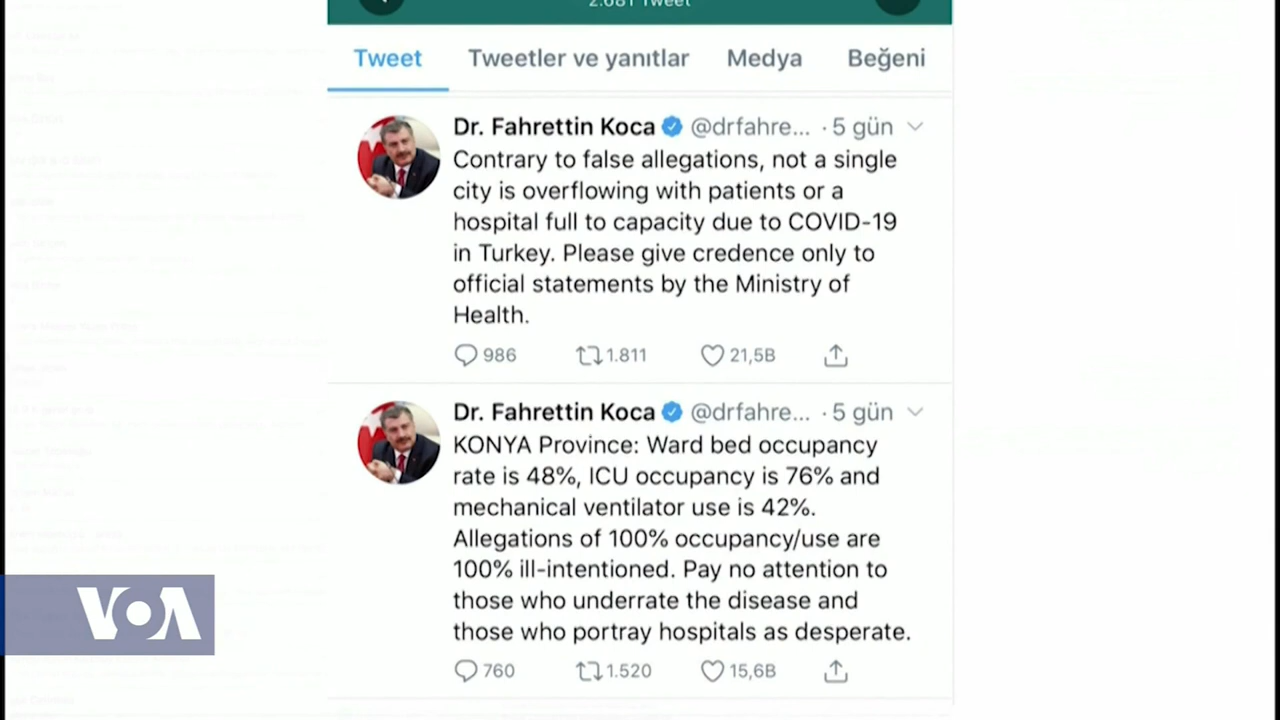 2.681 Tweet
Tweet Tweetler ve yanıtlar Medya Beğeni
Dr. Fahrettin Koca @drfahre... · 5 gün
Contrary to false allegations, not a single
city is overflowing with patients or a
hospital full to capacity due to COVID-19
in Turkey. Please give credence only to
official statements by the Ministry of
Health.
986 1.811 21,5B
Dr. Fahrettin Koca @drfahre... · 5 gün
KONYA Province: Ward bed occupancy
rate is 48%, ICU occupancy is 76% and
mechanical ventilator use is 42%.
Allegations of 100% occupancy/use are
100% ill-intentioned. Pay no attention to
those who underrate the disease and
those who portray hospitals as desperate.
760 1.520 15,6B
VOA